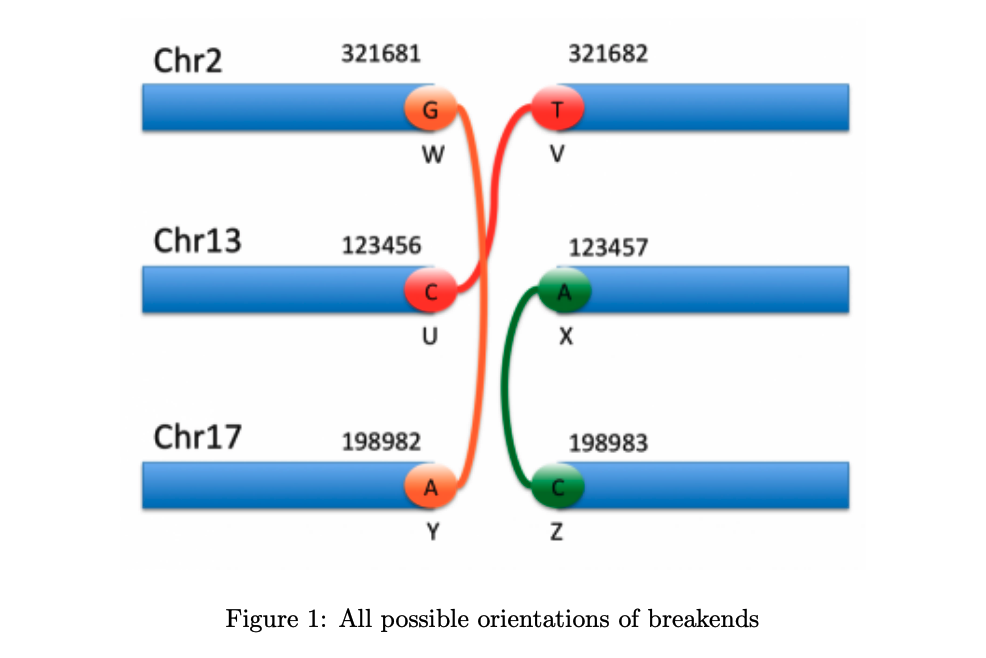 Chr2 321681 321682
G T
W V
Chr13 123456 123457
C A
U X
Chr17 198982 198983
A C
Y Z
Figure 1: All possible orientations of breakends